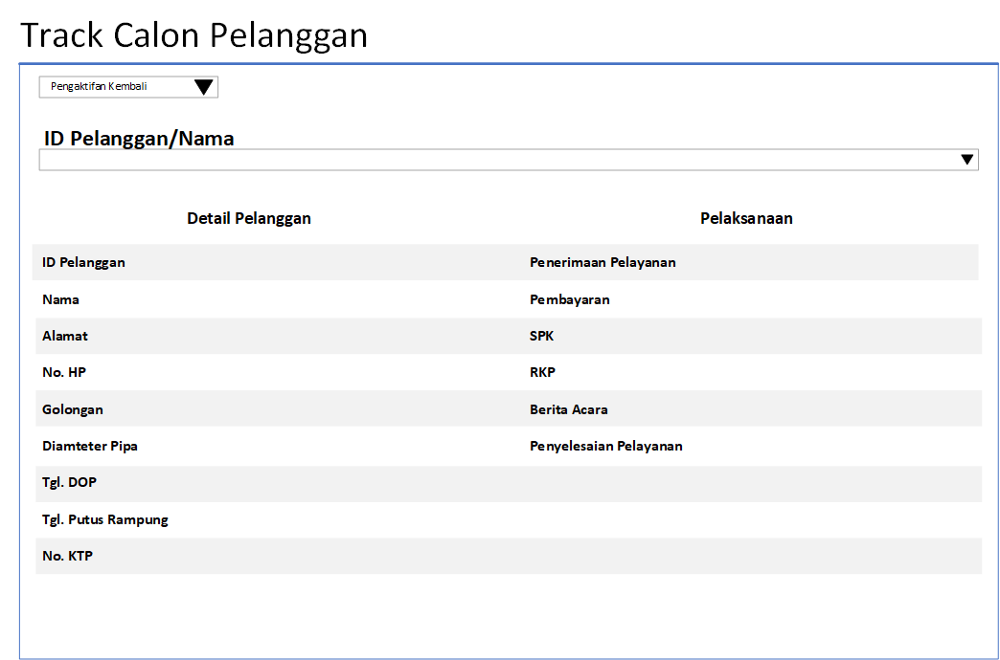 Track Calon Pelanggan
Pengaktifan Kembali
ID Pelanggan/Nama
Detail Pelanggan Pelaksanaan
ID Pelanggan Penerimaan Pelayanan
Nama Pembayaran
Alamat SPK
No. HP RKP
Golongan Berita Acara
Diamteter Pipa Penyelesaian Pelayanan
Tgl. DOP
Tgl. Putus Rampung
No. KTP